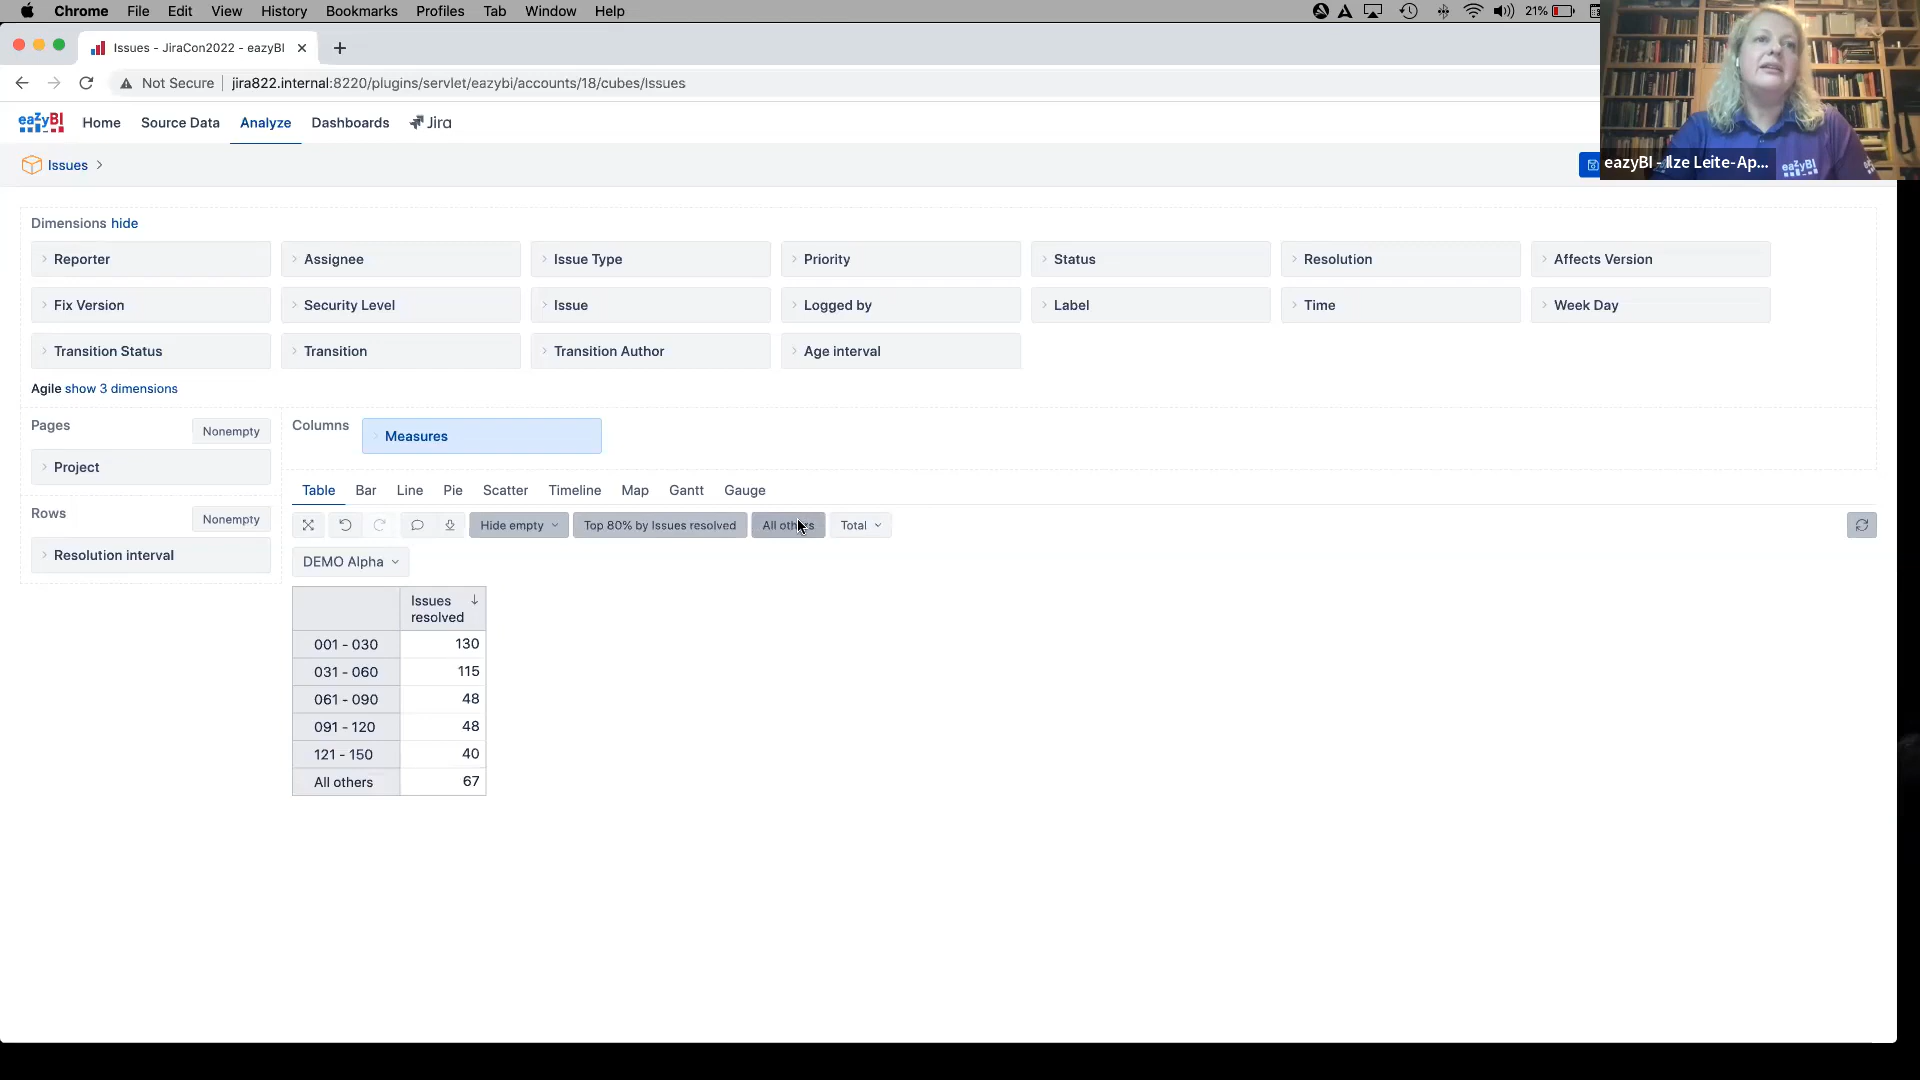 Chrome File Edit View History Bookmarks Profiles Tab Window Help 21%
Issues - JiraCon2022 - eazyBI
Not Secure jira822.internal:8220/plugins/servlet/eazybi/accounts/18/cubes/Issues
eazyBI Home Source Data Analyze Dashboards Jira
Issues
eazyBI - Ilze Leite-Ap...
eazyBI
Dimensions hide
Reporter Assignee Issue Type Priority Status Resolution Affects Version
Fix Version Security Level Issue Logged by Label Time Week Day
Transition Status Transition Transition Author Age interval
Agile show 3 dimensions
Pages Nonempty Columns Measures
Project
Table Bar Line Pie Scatter Timeline Map Gantt Gauge
Rows Nonempty Hide empty Top 80% by Issues resolved All others Total
Resolution interval DEMO Alpha
Issues resolved
001 - 030 130
031 - 060 115
061 - 090 48
091 - 120 48
121 - 150 40
All others 67